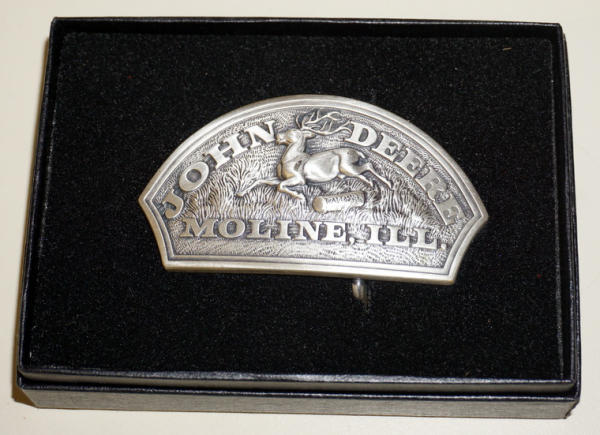 JOHN DEERE
MOLINE, ILL.